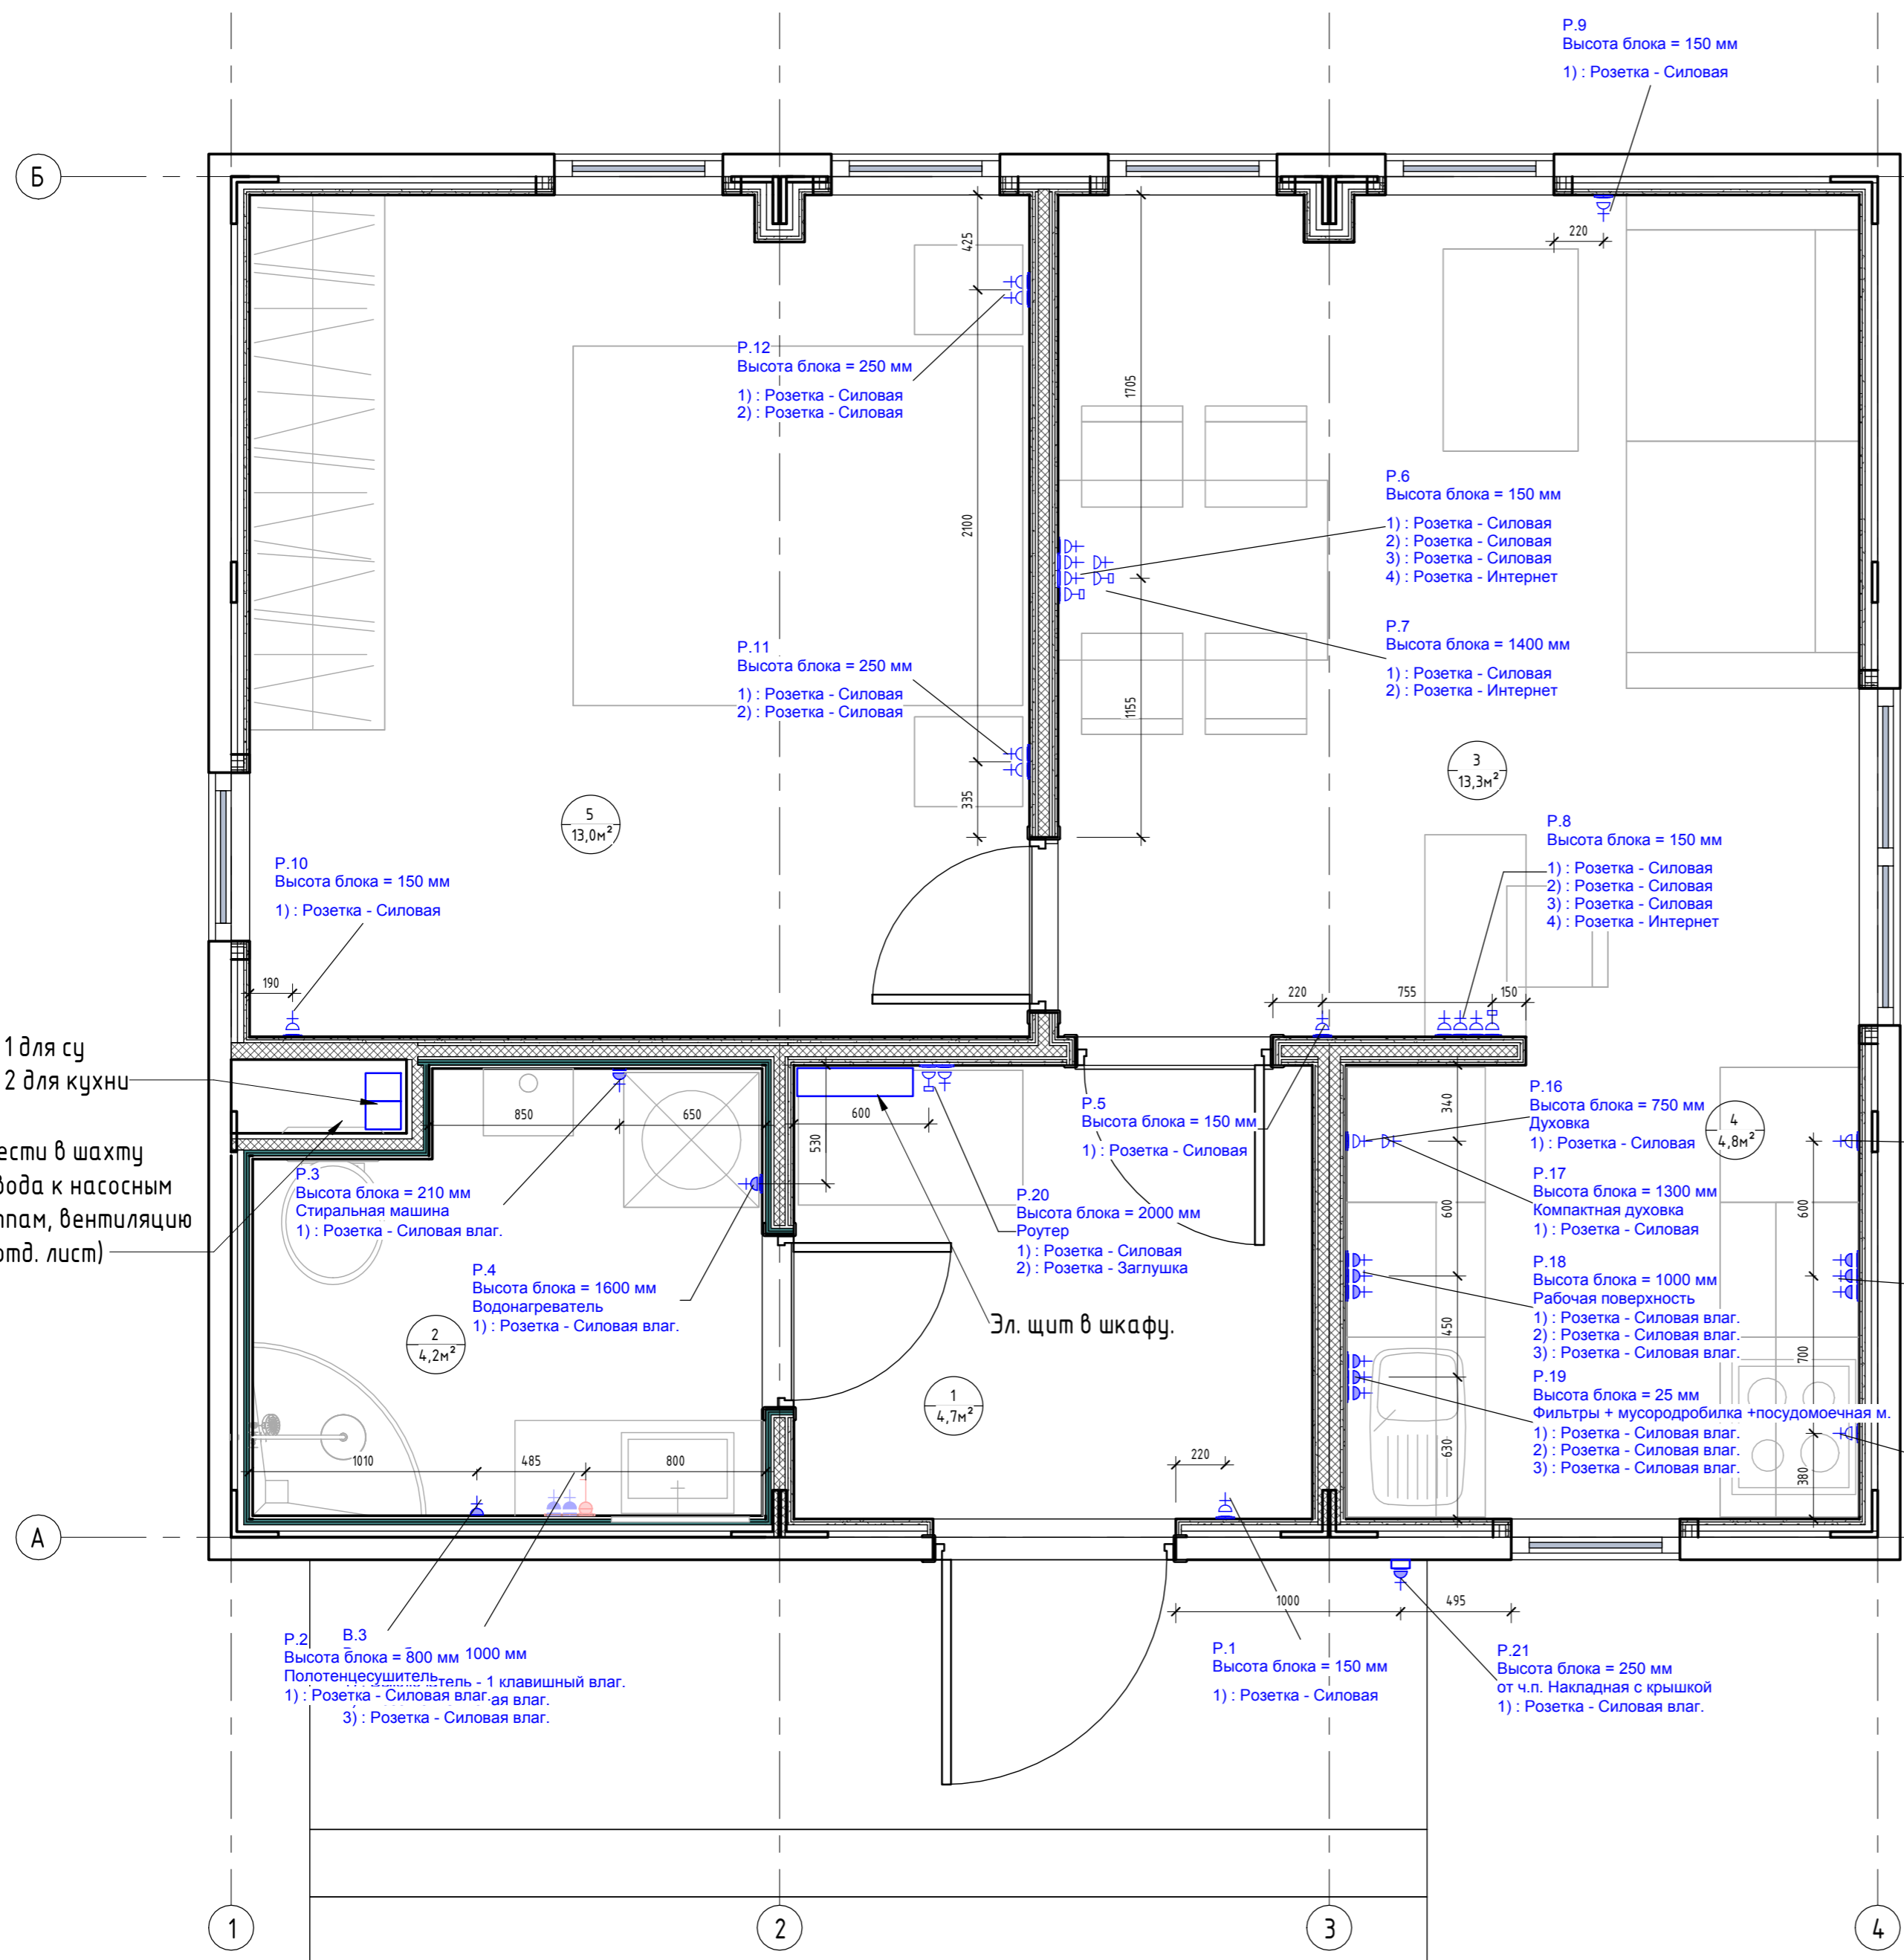 Р.9
Высота блока = 150 мм
1) : Розетка - Силовая
Б
220
425
Р.12
Высота блока = 250 мм
1) : Розетка - Силовая
2) : Розетка - Силовая
1705
2100
Р.6
Высота блока = 150 мм
1) : Розетка - Силовая
2) : Розетка - Силовая
3) : Розетка - Силовая
4) : Розетка - Интернет
Р.7
Высота блока = 1400 мм
1) : Розетка - Силовая
2) : Розетка - Интернет
Р.11
Высота блока = 250 мм
1) : Розетка - Силовая
2) : Розетка - Силовая
1155
335
3
13,3м²
5
13,0м²
Р.8
Высота блока = 150 мм
1) : Розетка - Силовая
2) : Розетка - Силовая
3) : Розетка - Силовая
4) : Розетка - Интернет
Р.10
Высота блока = 150 мм
1) : Розетка - Силовая
190
220
755
150
1 для су
2 для кухни
ести в шахту
вода к насосным
ппам, вентиляцию
отд. лист)
850
650
600
530
340
600
450
630
600
700
380
Р.3
Высота блока = 210 мм
Стиральная машина
1) : Розетка - Силовая влаг.
Р.4
Высота блока = 1600 мм
Водонагреватель
1) : Розетка - Силовая влаг.
Р.5
Высота блока = 150 мм
1) : Розетка - Силовая
Р.20
Высота блока = 2000 мм
Роутер
1) : Розетка - Силовая
2) : Розетка - Заглушка
Эл. щит в шкафу.
Р.16
Высота блока = 750 мм
Духовка
1) : Розетка - Силовая
4
4,8м²
Р.17
Высота блока = 1300 мм
Компактная духовка
1) : Розетка - Силовая
Р.18
Высота блока = 1000 мм
Рабочая поверхность
1) : Розетка - Силовая влаг.
2) : Розетка - Силовая влаг.
3) : Розетка - Силовая влаг.
Р.19
Высота блока = 25 мм
Фильтры + мусородробилка +посудомоечная м.
1) : Розетка - Силовая влаг.
2) : Розетка - Силовая влаг.
3) : Розетка - Силовая влаг.
2
4,2м²
1
4,7м²
1010
485
800
220
А
1000
495
Р.2
Высота блока = 800 мм
Полотенцесушитель
1) : Розетка - Силовая влаг.
В.3
1000 мм
- 1 клавишный влаг.
влаг.
3) : Розетка - Силовая влаг.
Р.1
Высота блока = 150 мм
1) : Розетка - Силовая
Р.21
Высота блока = 250 мм
от ч.п. Накладная с крышкой
1) : Розетка - Силовая влаг.
1
2
3
4